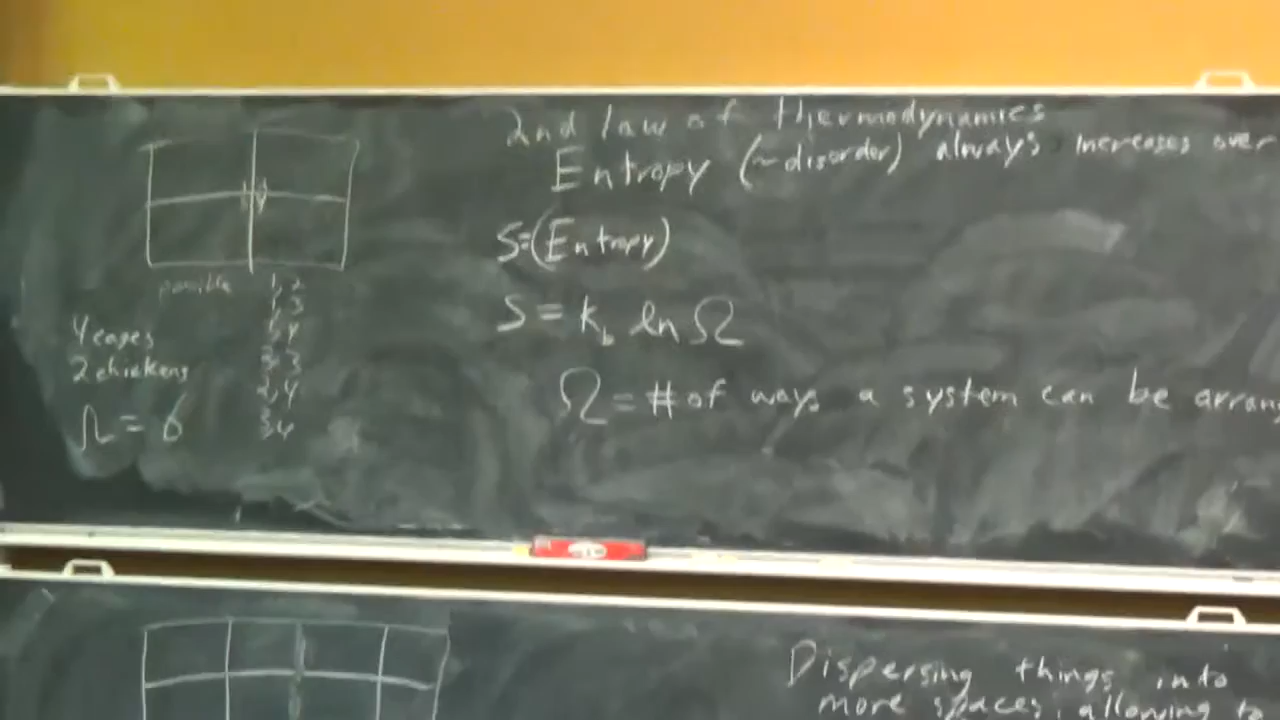 2nd law of thermodynamics
Entropy (~disorder) always increases over
S=(Entropy)
S = k_b ln Ω
Ω = # of ways a system can be arran
possible
1,2
1,3
1,4
2,3
2,4
3,4
4 cages
2 chickens
Ω = 6
Dispersing things into
more spaces, allowing to